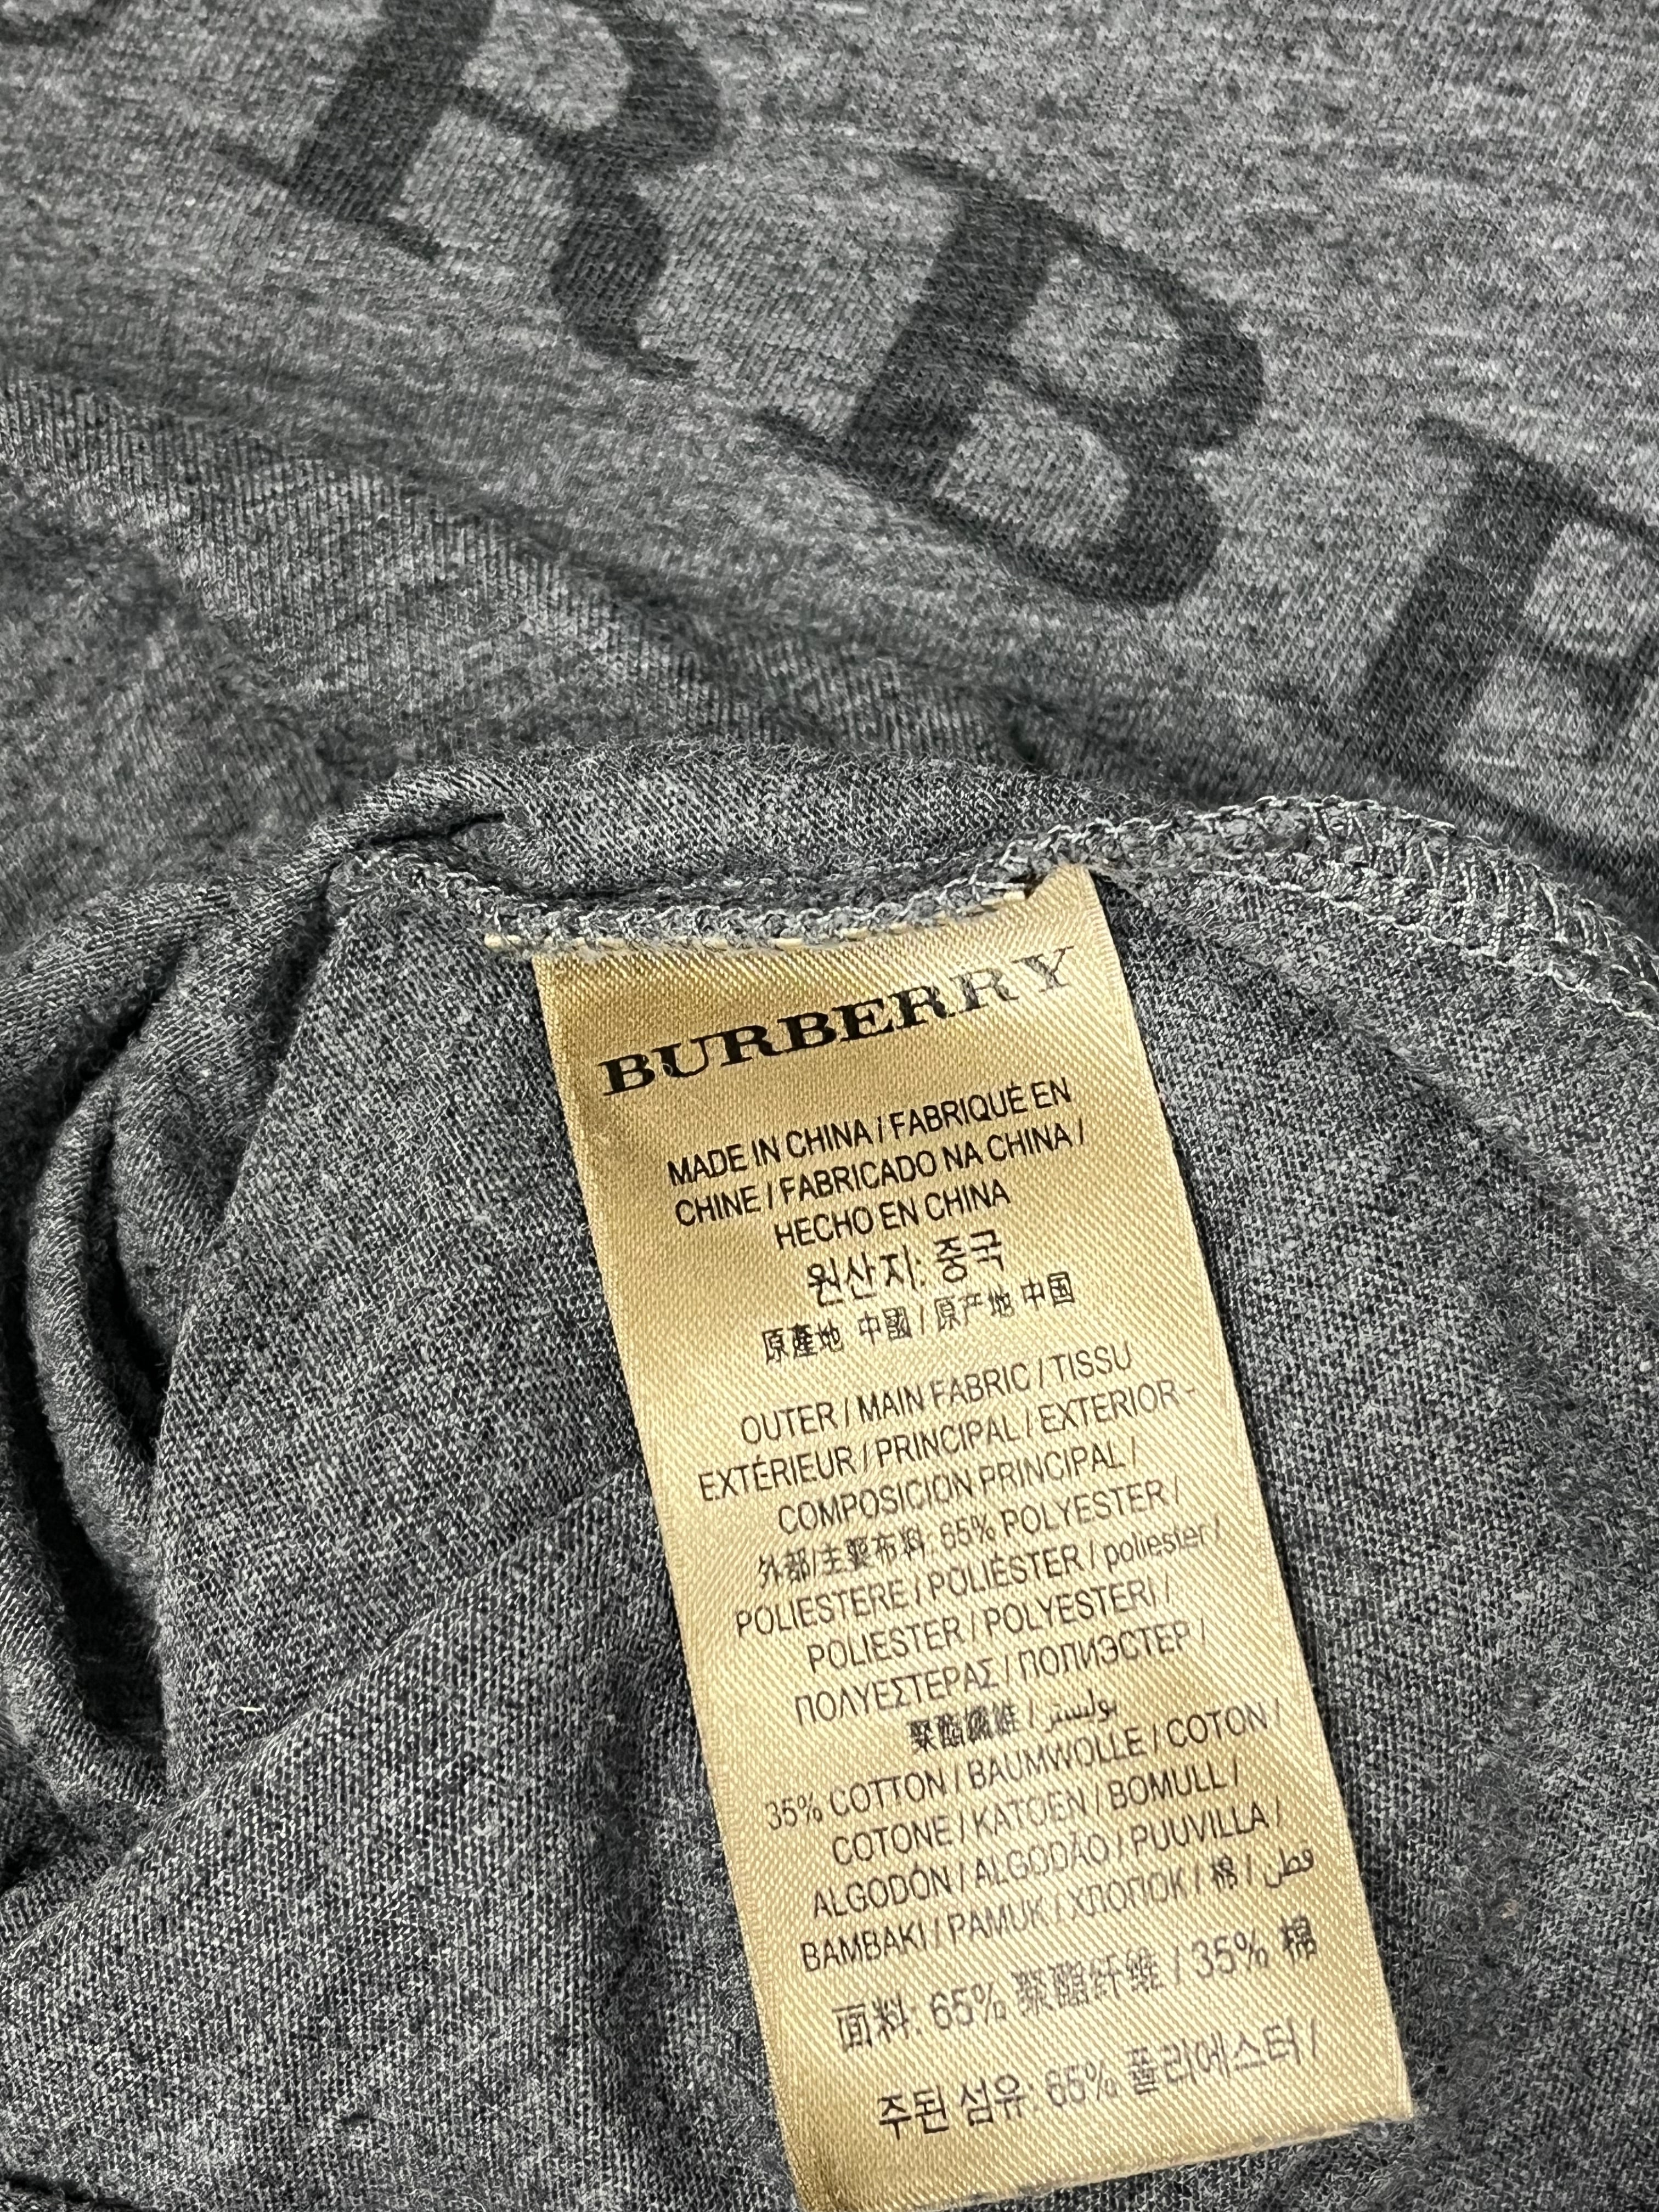 RBE
BURBERRY
MADE IN CHINA / FABRIQUÉ EN
CHINE / FABRICADO NA CHINA /
HECHO EN CHINA
원산지: 중국
原產地 中國 / 原产地 中国
OUTER / MAIN FABRIC / TISSU
EXTÉRIEUR / PRINCIPAL / EXTERIOR -
COMPOSICION PRINCIPAL /
外部/主要布料: 65% POLYESTER /
POLIESTERE / POLIÉSTER / poliester /
POLIESTER / POLYESTERI /
ΠΟΛΥΕΣΤΕΡΑΣ / ПОЛИЭСТЕР /
聚酯纖維 / بوليستر
35% COTTON / BAUMWOLLE / COTON /
COTONE / KATOEN / BOMULL /
ALGODÓN / ALGODÃO / PUUVILLA /
BAMBAKI / PAMUK / ХЛОПОК / 棉 / قطن
面料: 65% 聚酯纤维 / 35% 棉
주된 섬유: 65% 폴리에스터 /